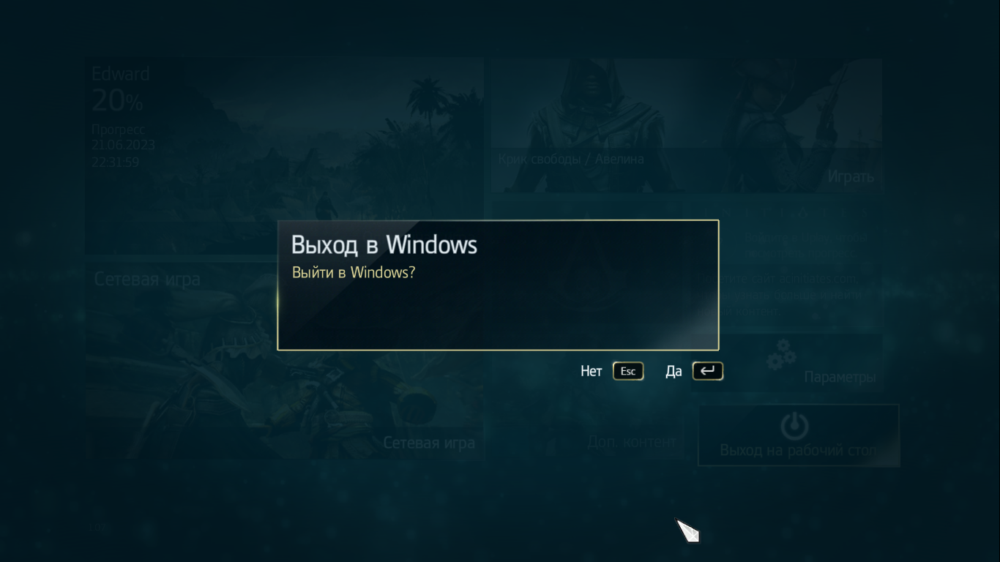 Edward
20%
Прогресс
21.06.2023
22:31:59
Крик свободы / Авелина
Играть
Выход в Windows
Выйти в Windows?
Сетевая игра
контент.
Нет Esc Да
Параметры
Сетевая игра
Доп. контент
Выход на рабочий стол